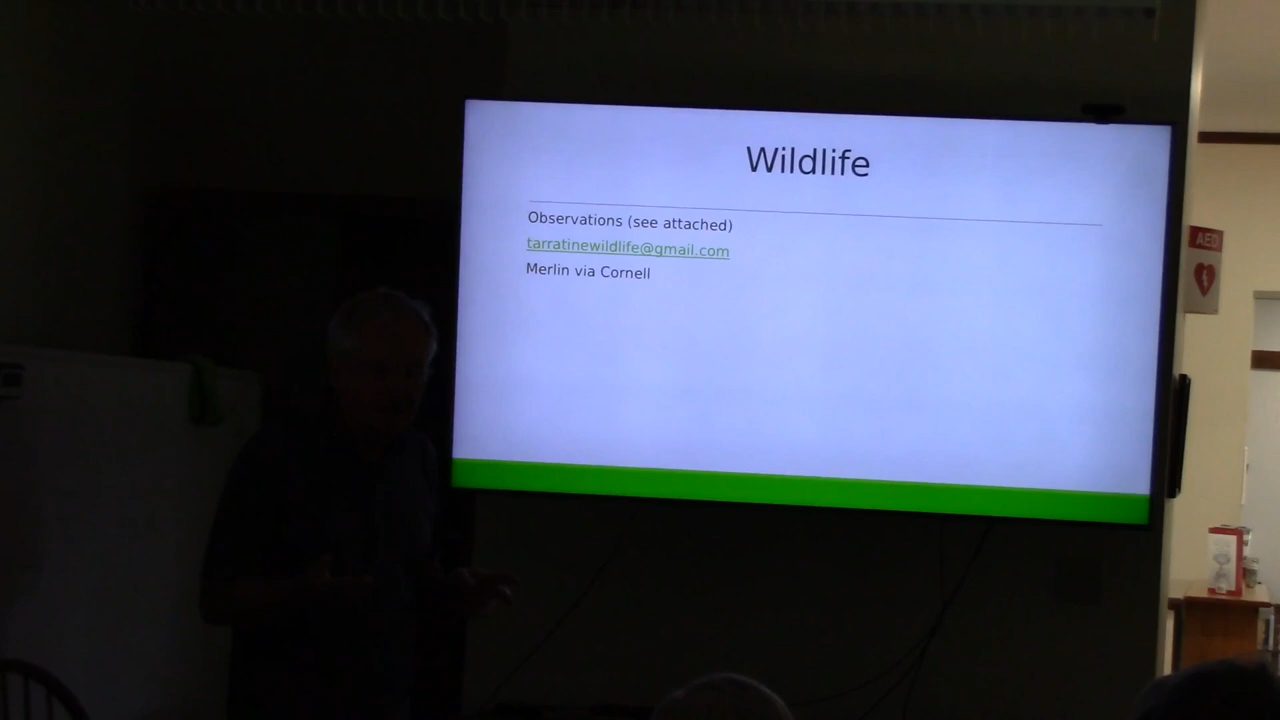 Wildlife
Observations (see attached)
tarratinewildlife@gmail.com
Merlin via Cornell
AED